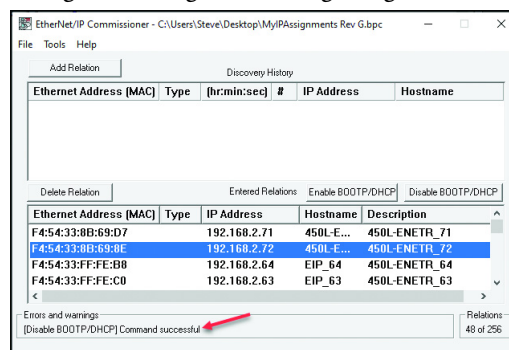 EtherNet/IP Commissioner - C:\Users\Steve\Desktop\MyIPAssignments Rev G.bpc
File Tools Help
Add Relation Discovery History
Ethernet Address (MAC) Type (hr:min:sec) # IP Address Hostname
Delete Relation Entered Relations Enable BOOTP/DHCP Disable BOOTP/DHCP
Ethernet Address (MAC) Type IP Address Hostname Description
F4:54:33:8B:69:D7 192.168.2.71 450L-E... 450L-ENETR_71
F4:54:33:8B:69:8E 192.168.2.72 450L-E... 450L-ENETR_72
F4:54:33:FF:FE:B8 192.168.2.64 EIP_64 450L-ENETR_64
F4:54:33:FF:FE:C0 192.168.2.63 EIP_63 450L-ENETR_63
Errors and warnings Relations
[Disable BOOTP/DHCP] Command successful 48 of 256